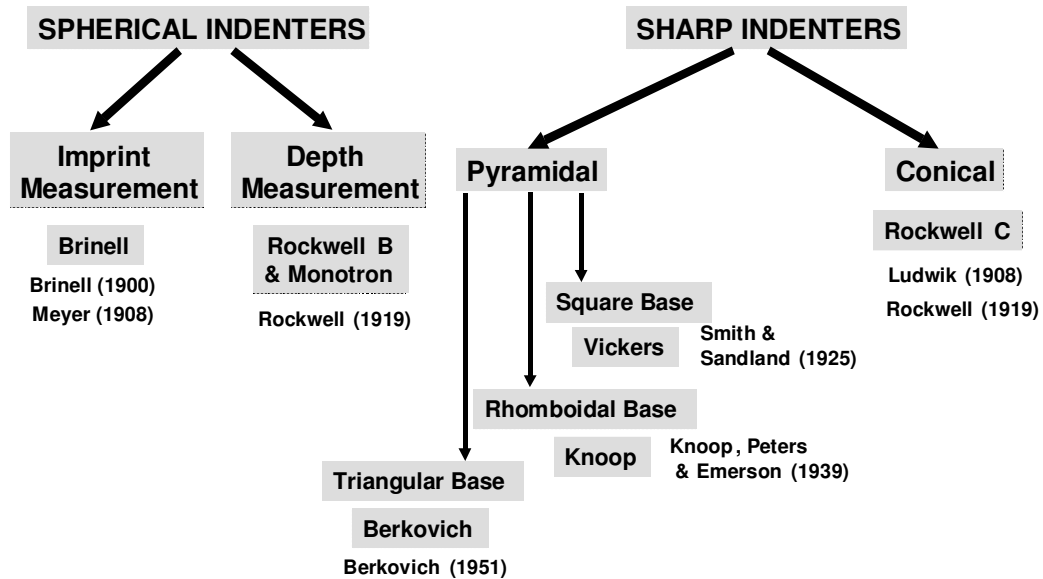 SPHERICAL INDENTERS
SHARP INDENTERS
Imprint
Measurement
Depth
Measurement
Pyramidal
Conical
Brinell
Brinell (1900)
Meyer (1908)
Rockwell B
& Monotron
Rockwell (1919)
Rockwell C
Ludwik (1908)
Rockwell (1919)
Square Base
Vickers
Smith &
Sandland (1925)
Rhomboidal Base
Knoop
Knoop, Peters
& Emerson (1939)
Triangular Base
Berkovich
Berkovich (1951)